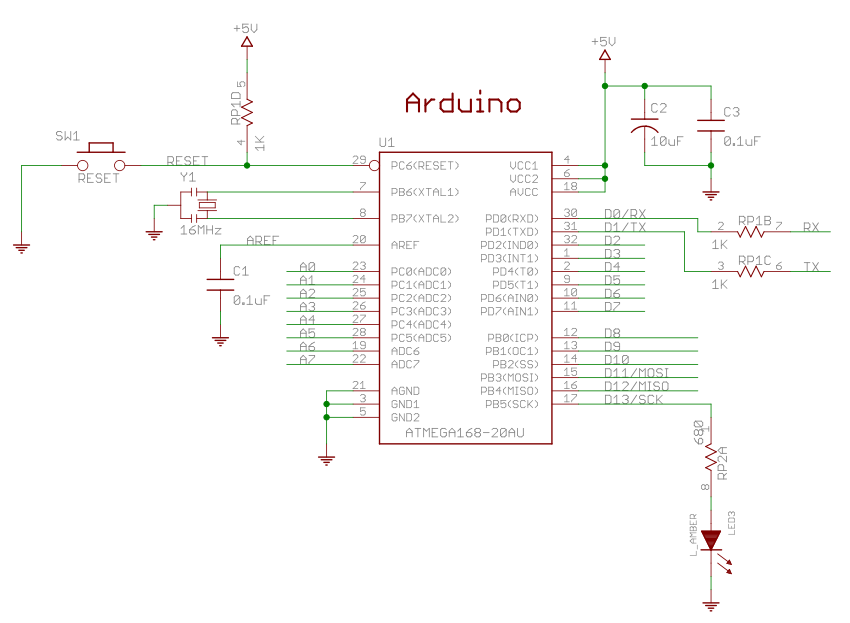 +5V
+5V
RP1D
5
4
1K
Arduino
C2
10uF
C3
0.1uF
SW1
RESET
RESET
U1
29 PC6(RESET)
VCC1 4
VCC2 6
AVCC 18
Y1
16MHz
7 PB6(XTAL1)
8 PB7(XTAL2)
PD0(RXD) 30 D0/RX
PD1(TXD) 31 D1/TX
PD2(IND0) 32 D2
PD3(INT1) 1 D3
PD4(T0) 2 D4
PD5(T1) 9 D5
PD6(AIN0) 10 D6
PD7(AIN1) 11 D7
2 RP1B 7 RX
1K
3 RP1C 6 TX
1K
AREF 20 AREF
C1
0.1uF
A0 23 PC0(ADC0)
A1 24 PC1(ADC1)
A2 25 PC2(ADC2)
A3 26 PC3(ADC3)
A4 27 PC4(ADC4)
A5 28 PC5(ADC5)
A6 19 ADC6
A7 22 ADC7
PB0(ICP) 12 D8
PB1(OC1) 13 D9
PB2(SS) 14 D10
PB3(MOSI) 15 D11/MOSI
PB4(MISO) 16 D12/MISO
PB5(SCK) 17 D13/SCK
21 AGND
3 GND1
5 GND2
ATMEGA168-20AU
680
1
RP2A
8
L_AMBER
LED3